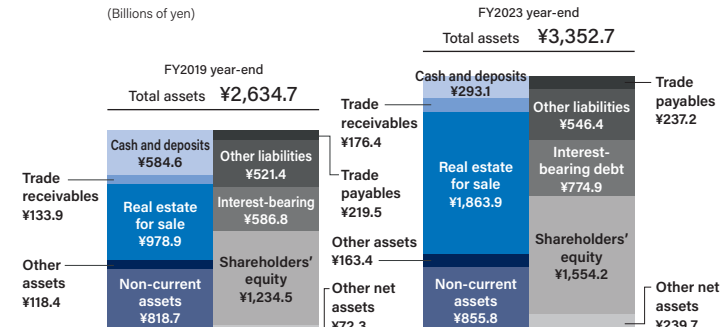 (Billions of yen)
FY2019 year-end
Total assets ¥2,634.7
Cash and deposits
¥584.6
Trade
receivables
¥133.9
Real estate
for sale
¥978.9
Other
assets
¥118.4
Non-current
assets
¥818.7
Other liabilities
¥521.4
Trade
payables
¥219.5
Interest-bearing
¥586.8
Shareholders'
equity
¥1,234.5
Other net
assets
¥72.3
FY2023 year-end
Total assets ¥3,352.7
Cash and deposits
¥293.1
Trade
receivables
¥176.4
Real estate
for sale
¥1,863.9
Other assets
¥163.4
Non-current
assets
¥855.8
Trade
payables
¥237.2
Other liabilities
¥546.4
Interest-
bearing debt
¥774.9
Shareholders'
equity
¥1,554.2
Other net
assets
¥239.7